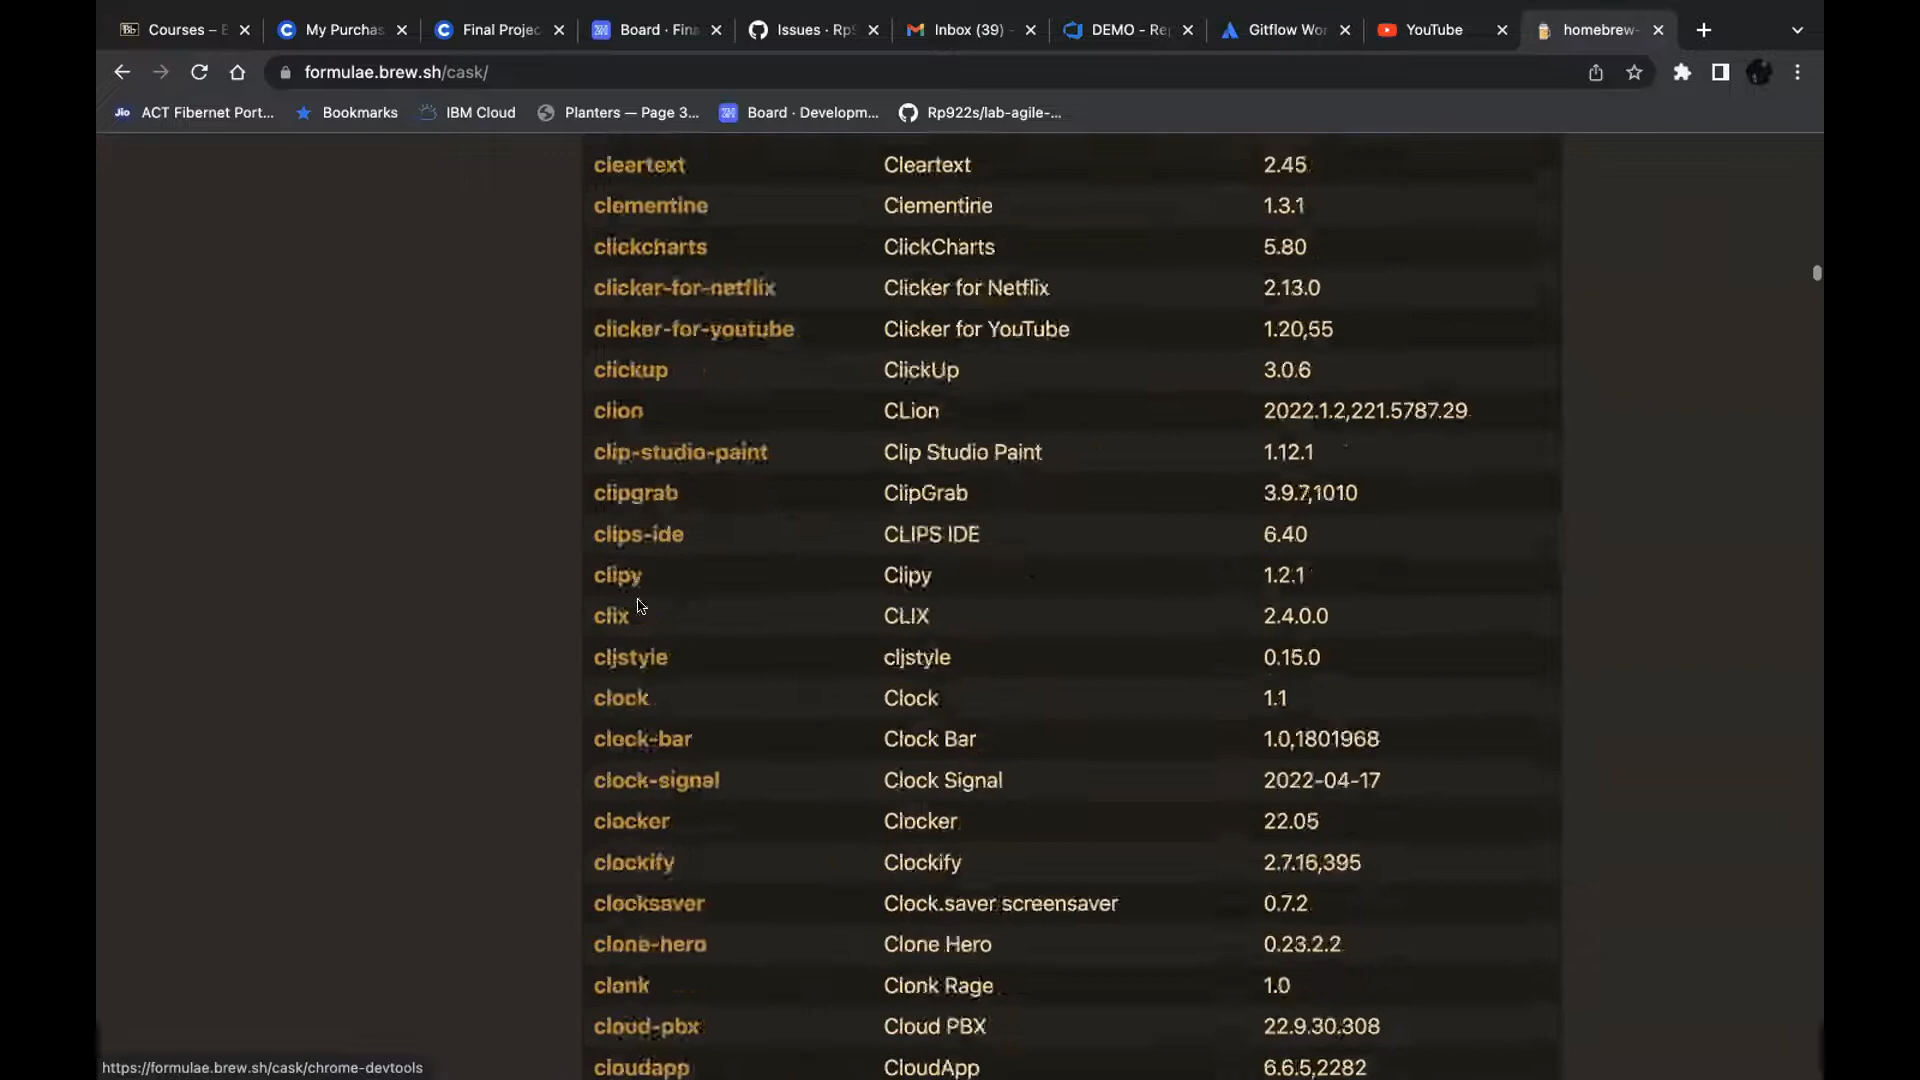 Courses – E
My Purchas
Final Projec
Board · Fina
Issues · Rp9
Inbox (39) -
DEMO - Rep
Gitflow Wor
YouTube
homebrew-
formulae.brew.sh/cask/
Jio ACT Fibernet Port...
Bookmarks
IBM Cloud
Planters — Page 3...
Board · Developm...
Rp922s/lab-agile-...
cleartext Cleartext 2.45
clementine Clementine 1.3.1
clickcharts ClickCharts 5.80
clicker-for-netflix Clicker for Netflix 2.13.0
clicker-for-youtube Clicker for YouTube 1.20,55
clickup ClickUp 3.0.6
clion CLion 2022.1.2,221.5787.29
clip-studio-paint Clip Studio Paint 1.12.1
clipgrab ClipGrab 3.9.7,1010
clips-ide CLIPS IDE 6.40
clipy Clipy 1.2.1
clix CLIX 2.4.0.0
cljstyle cljstyle 0.15.0
clock Clock 1.1
clock-bar Clock Bar 1.0,1801968
clock-signal Clock Signal 2022-04-17
clocker Clocker 22.05
clockify Clockify 2.7.16,395
clocksaver Clock.saver screensaver 0.7.2
clone-hero Clone Hero 0.23.2.2
clonk Clonk Rage 1.0
cloud-pbx Cloud PBX 22.9.30.308
cloudapp CloudApp 6.6.5,2282
https://formulae.brew.sh/cask/chrome-devtools